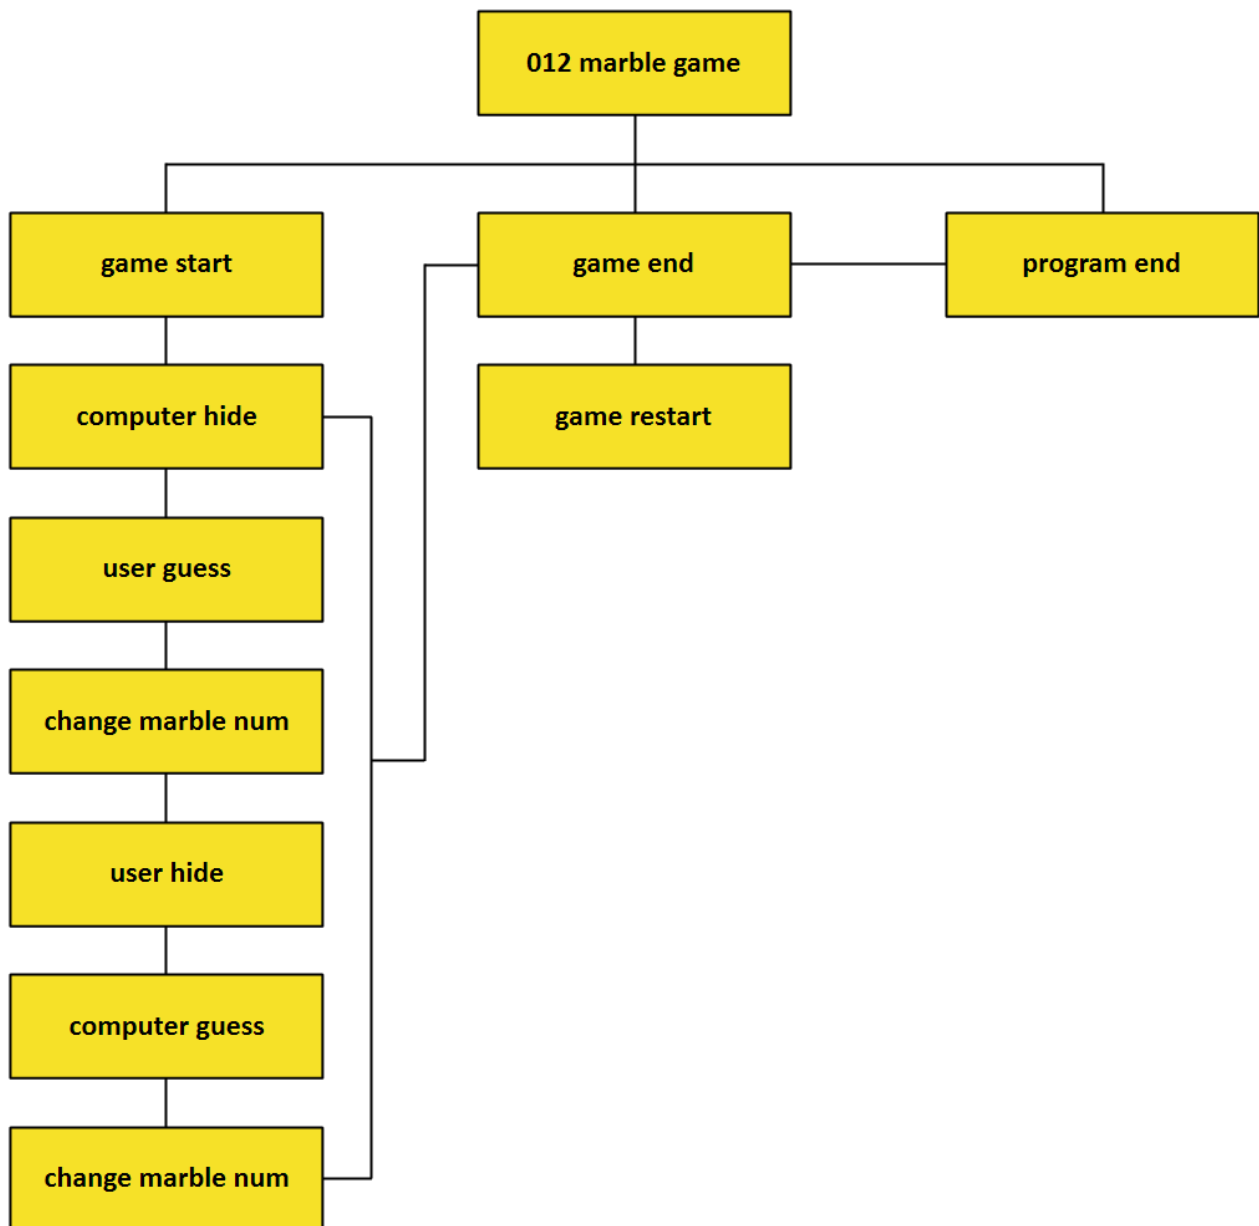 012 marble game
game start
game end
program end
computer hide
game restart
user guess
change marble num
user hide
computer guess
change marble num